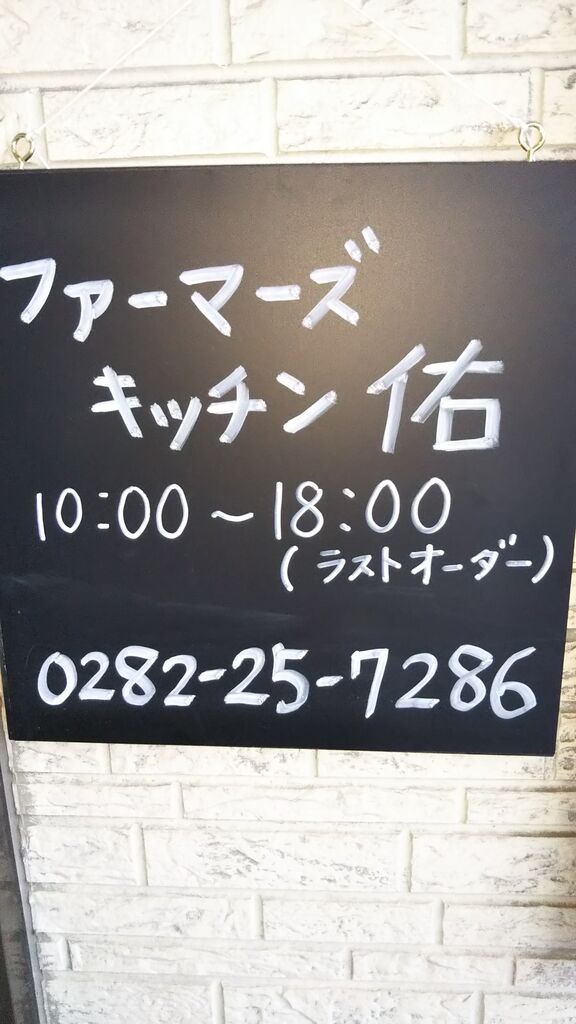 ファーマーズ
キッチン 佑
10:00～18:00
(ラストオーダー)
0282-25-7286